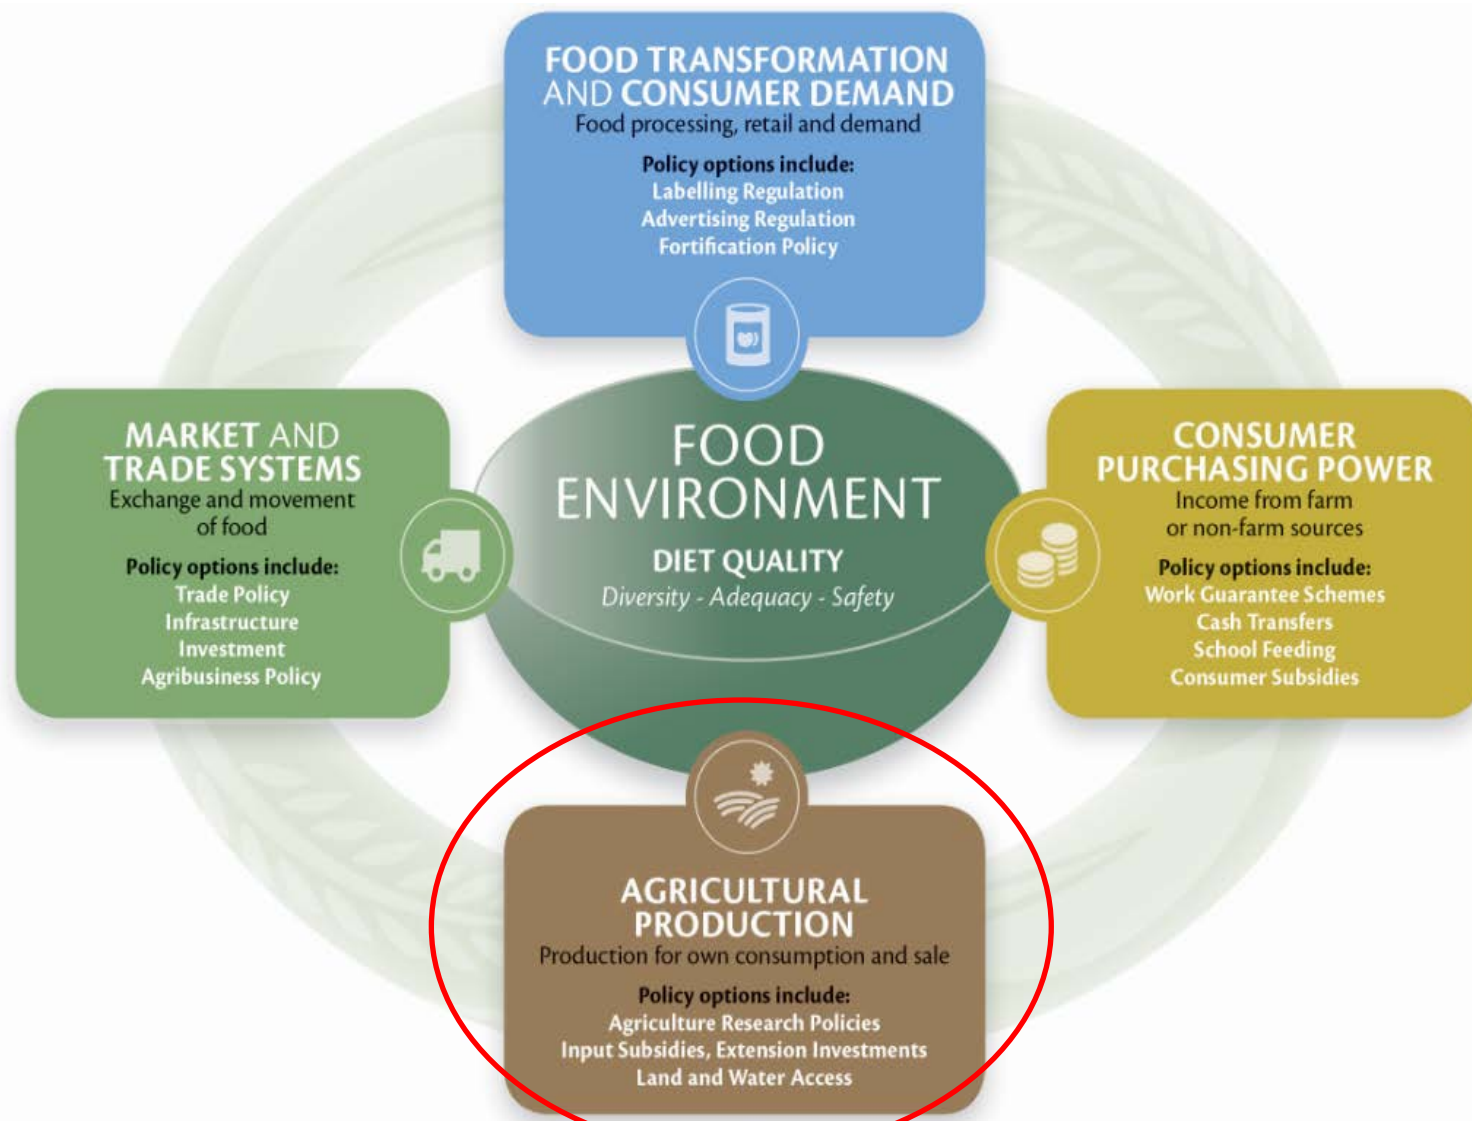 FOOD TRANSFORMATION
AND CONSUMER DEMAND
Food processing, retail and demand
Policy options include:
Labelling Regulation
Advertising Regulation
Fortification Policy
MARKET AND
TRADE SYSTEMS
Exchange and movement
of food
Policy options include:
Trade Policy
Infrastructure
Investment
Agribusiness Policy
FOOD
ENVIRONMENT
DIET QUALITY
Diversity - Adequacy - Safety
CONSUMER
PURCHASING POWER
Income from farm
or non-farm sources
Policy options include:
Work Guarantee Schemes
Cash Transfers
School Feeding
Consumer Subsidies
AGRICULTURAL
PRODUCTION
Production for own consumption and sale
Policy options include:
Agriculture Research Policies
Input Subsidies, Extension Investments
Land and Water Access